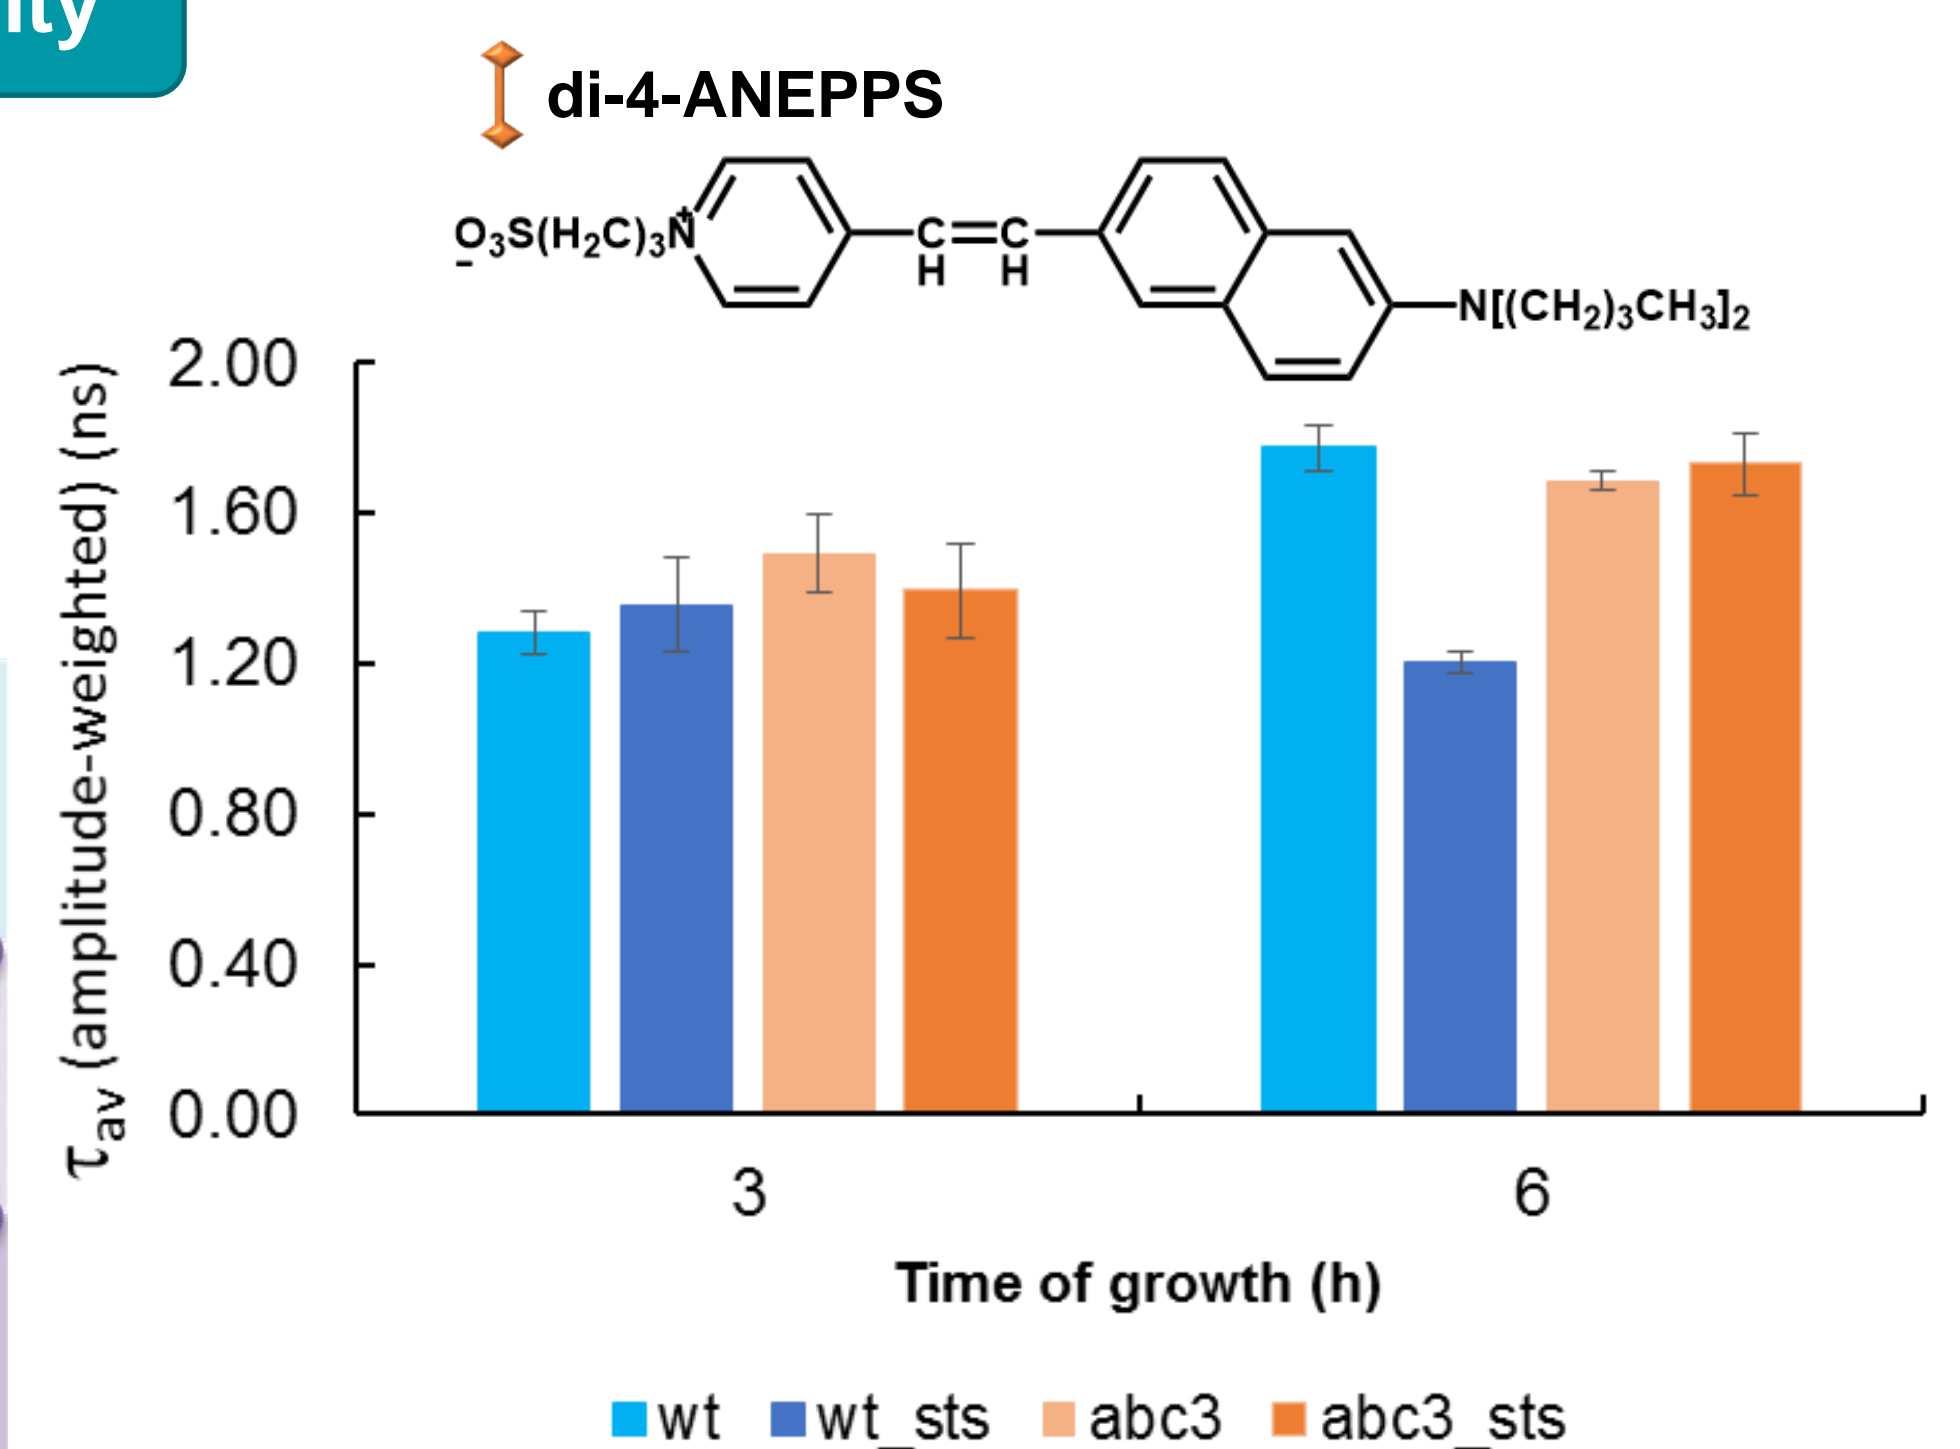 di-4-ANEPPS
O₃S(H₂C)₃N⁺
−
C=C
H H
N[(CH₂)₃CH₃]₂
τav (amplitude-weighted) (ns)
2.00
1.60
1.20
0.80
0.40
0.00
3 6
Time of growth (h)
wt wt_sts abc3 abc3_sts